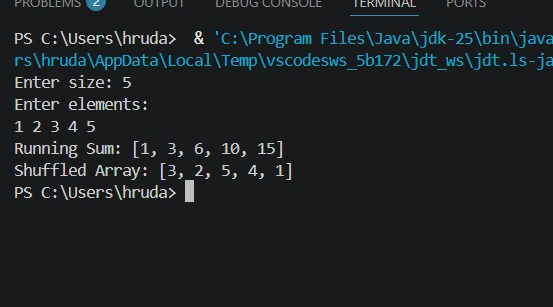 PROBLEMS 2 OUTPUT DEBUG CONSOLE TERMINAL PORTS
PS C:\Users\hruda> & 'C:\Program Files\Java\jdk-25\bin\java
rs\hruda\AppData\Local\Temp\vscodesws_5b172\jdt_ws\jdt.ls-ja
Enter size: 5
Enter elements:
1 2 3 4 5
Running Sum: [1, 3, 6, 10, 15]
Shuffled Array: [3, 2, 5, 4, 1]
PS C:\Users\hruda>